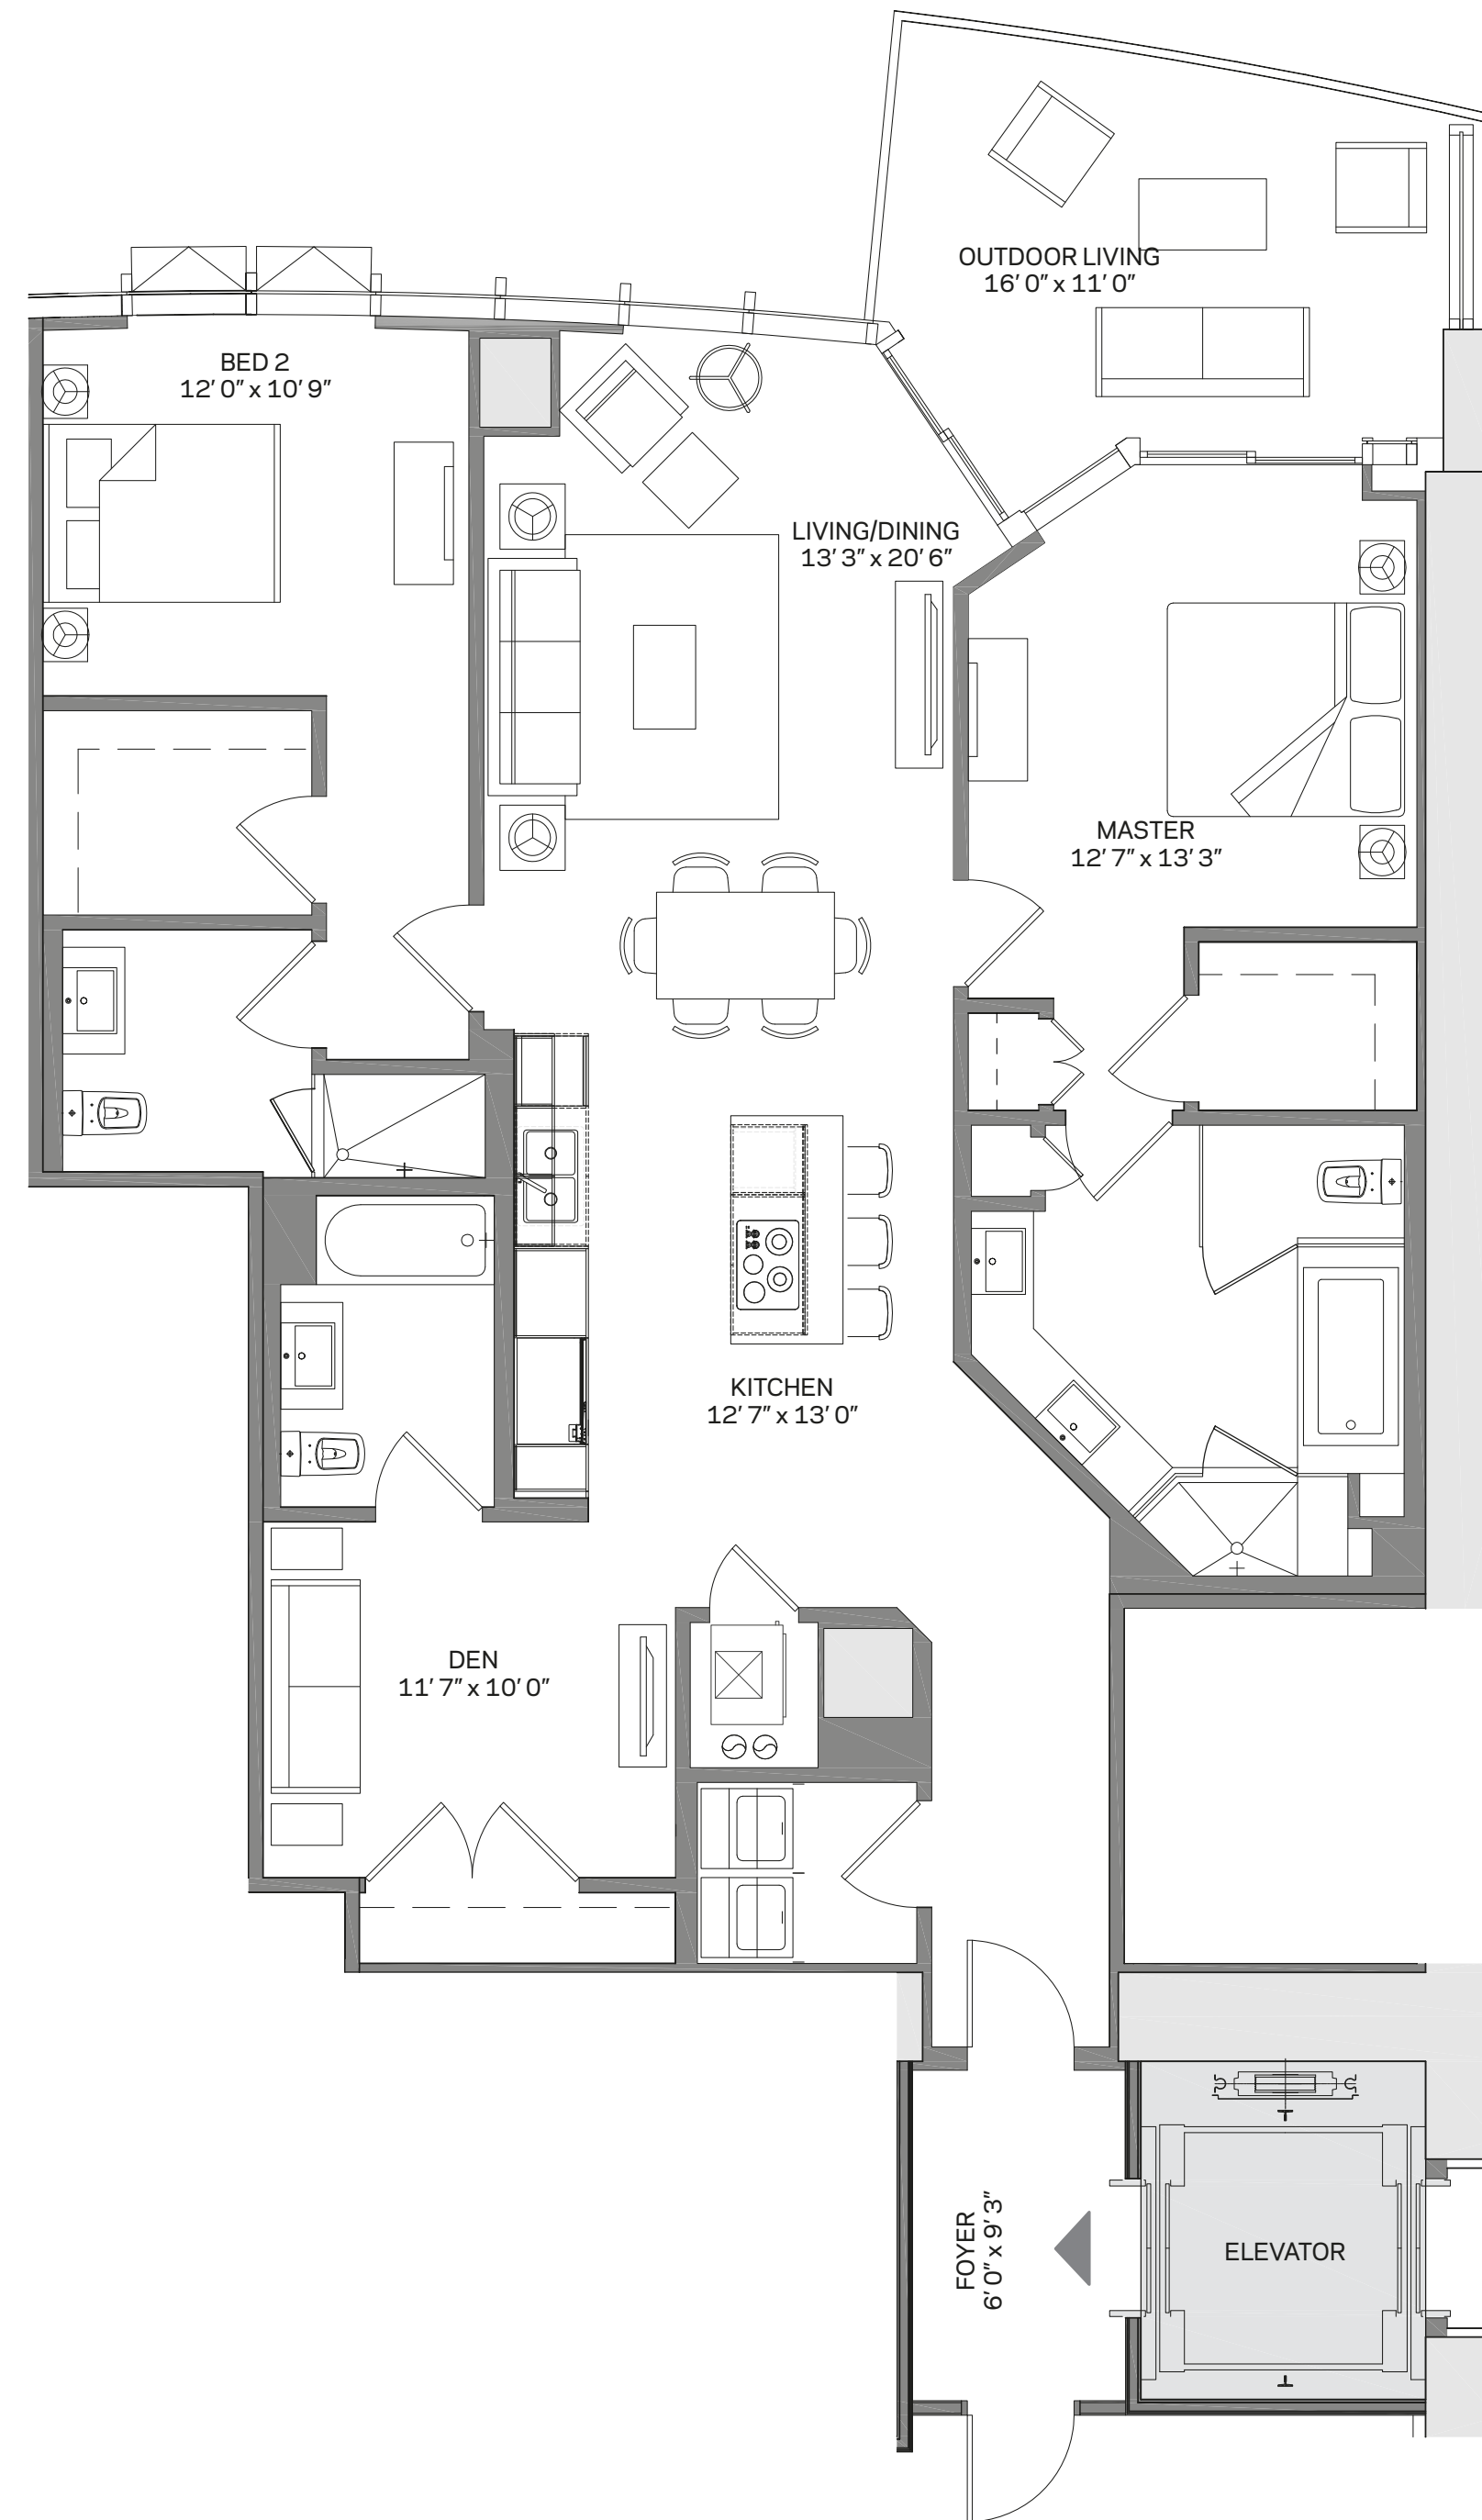 OUTDOOR LIVING
16′ 0″ x 11′ 0″
BED 2
12′ 0″ x 10′ 9″
LIVING/DINING
13′ 3″ x 20′ 6″
MASTER
12′ 7″ x 13′ 3″
KITCHEN
12′ 7″ x 13′ 0″
DEN
11′ 7″ x 10′ 0″
FOYER
6′ 0″ x 9′ 3″
ELEVATOR